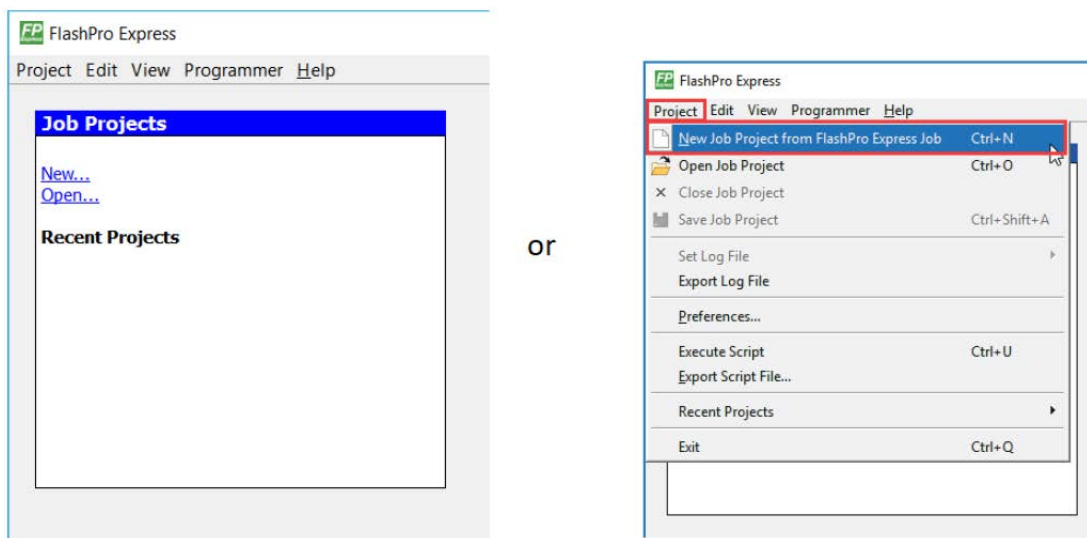 FP FlashPro Express
Project Edit View Programmer Help
Job Projects
New...
Open...
Recent Projects
or
FP FlashPro Express
Project Edit View Programmer Help
New Job Project from FlashPro Express Job Ctrl+N
Open Job Project Ctrl+O
Close Job Project
Save Job Project Ctrl+Shift+A
Set Log File
Export Log File
Preferences...
Execute Script Ctrl+U
Export Script File...
Recent Projects
Exit Ctrl+Q